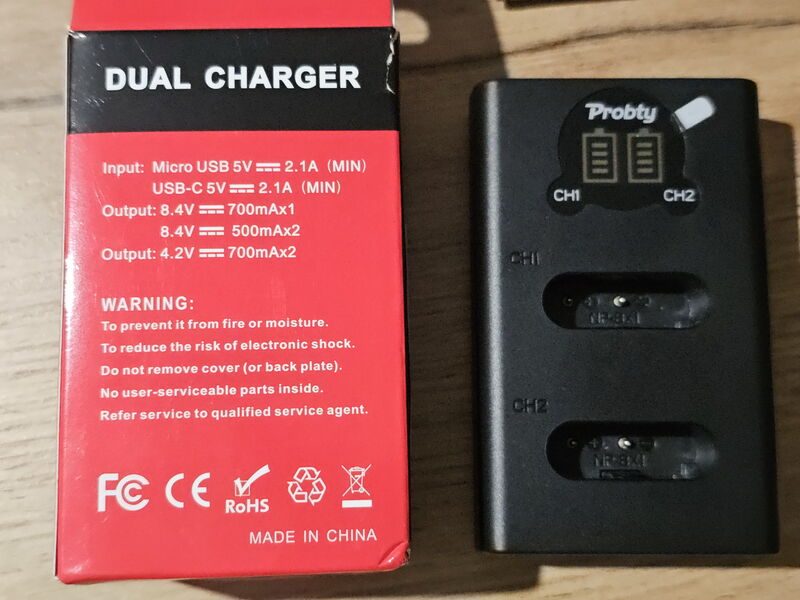 DUAL CHARGER
Input: Micro USB 5V⎓2.1A (MIN)
USB-C 5V⎓2.1A (MIN)
Output: 8.4V⎓700mAx1
8.4V⎓ 500mAx2
Output: 4.2V⎓700mAx2
WARNING:
To prevent it from fire or moisture.
To reduce the risk of electronic shock.
Do not remove cover (or back plate).
No user-serviceable parts inside.
Refer service to qualified service agent.
FC CE RoHS
MADE IN CHINA
Probty
CH1 CH2
CH1
NP-BX1
CH2
NP-BX1